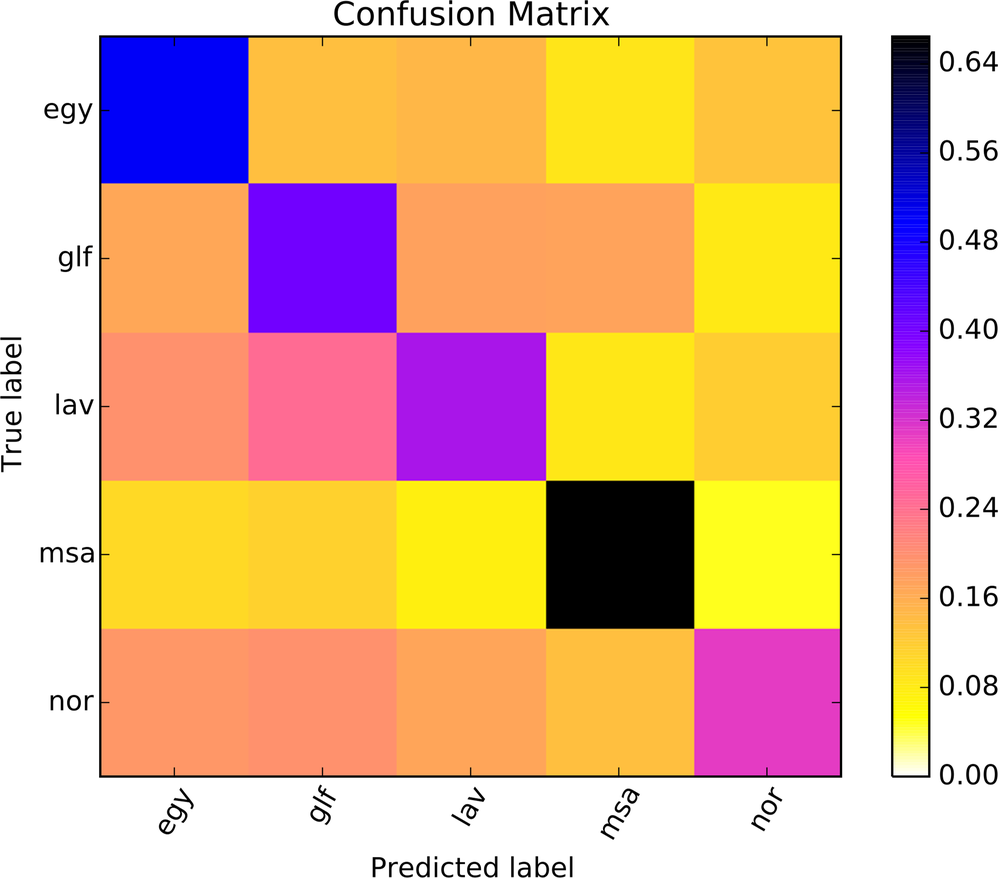 Confusion Matrix
egy
glf
lav
msa
nor
True label
egy
glf
lav
msa
nor
Predicted label
0.64
0.56
0.48
0.40
0.32
0.24
0.16
0.08
0.00